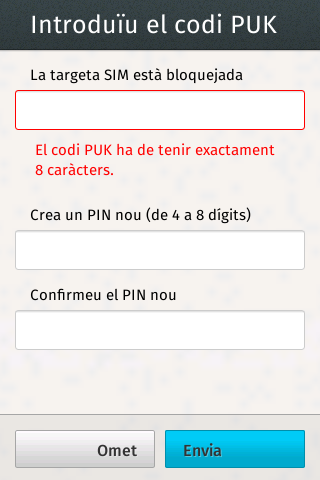 Introduïu el codi PUK
La targeta SIM està bloquejada
El codi PUK ha de tenir exactament
8 caràcters.
Crea un PIN nou (de 4 a 8 dígits)
Confirmeu el PIN nou
Omet
Envia